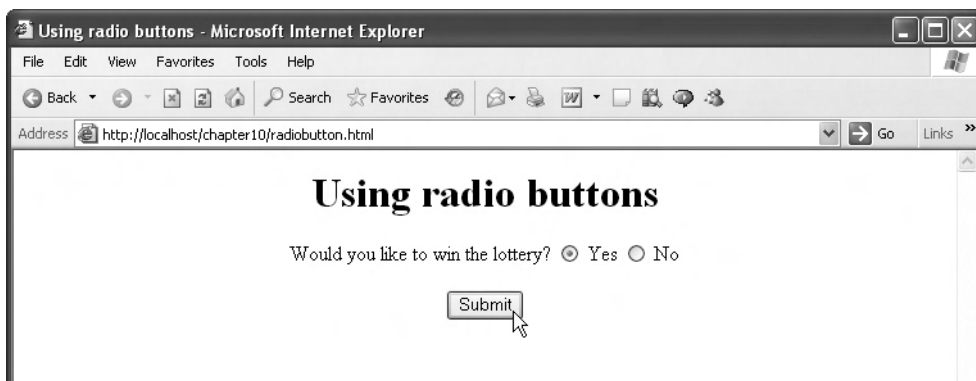 Using radio buttons - Microsoft Internet Explorer
File Edit View Favorites Tools Help
Back Search Favorites
Address http://localhost/chapter10/radiobutton.html Go Links »
Using radio buttons
Would you like to win the lottery? Yes No
Submit